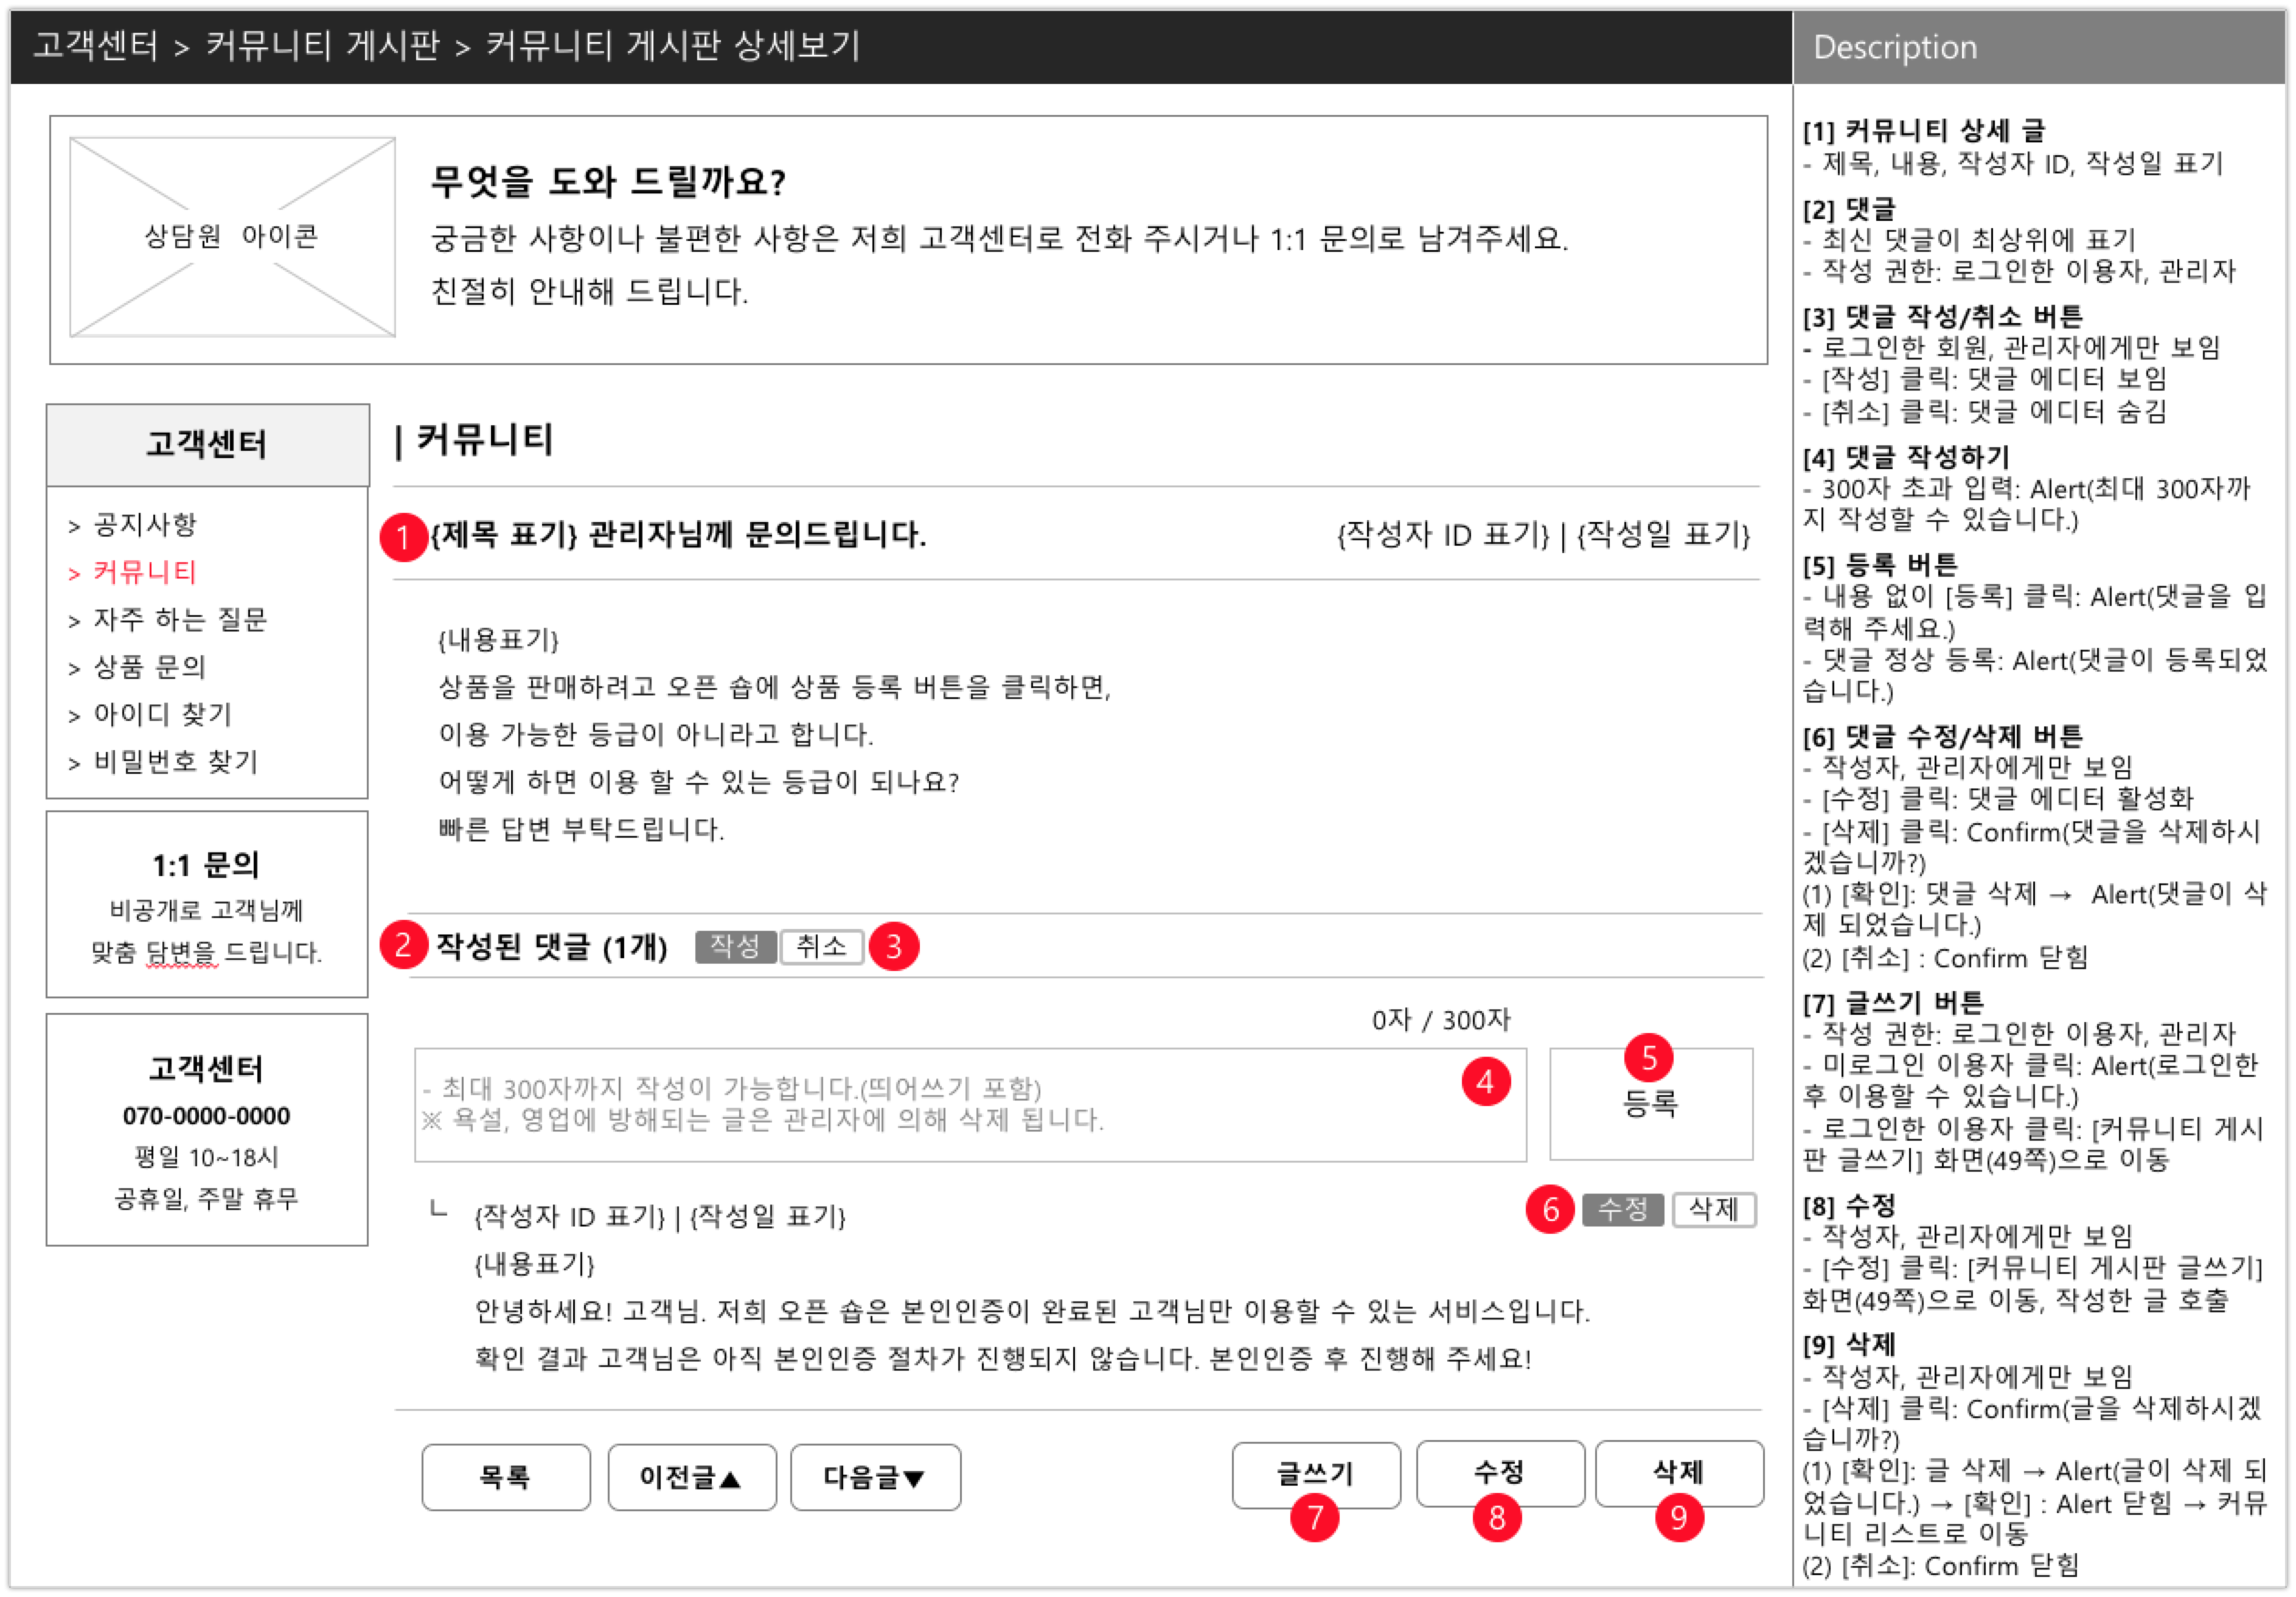 고객센터 > 커뮤니티 게시판 > 커뮤니티 게시판 상세보기
상담원 아이콘
무엇을 도와 드릴까요?
궁금한 사항이나 불편한 사항은 저희 고객센터로 전화 주시거나 1:1 문의로 남겨주세요.
친절히 안내해 드립니다.
고객센터
> 공지사항
> 커뮤니티
> 자주 하는 질문
> 상품 문의
> 아이디 찾기
> 비밀번호 찾기
1:1 문의
비공개로 고객님께
맞춤 답변을 드립니다.
고객센터
070-0000-0000
평일 10~18시
공휴일, 주말 휴무
| 커뮤니티
1 {제목 표기} 관리자님께 문의드립니다. {작성자 ID 표기} | {작성일 표기}
{내용표기}
상품을 판매하려고 오픈 숍에 상품 등록 버튼을 클릭하면,
이용 가능한 등급이 아니라고 합니다.
어떻게 하면 이용 할 수 있는 등급이 되나요?
빠른 답변 부탁드립니다.
2 작성된 댓글 (1개) 작성 취소 3
0자 / 300자
- 최대 300자까지 작성이 가능합니다.(띄어쓰기 포함)
※ 욕설, 영업에 방해되는 글은 관리자에 의해 삭제 됩니다.
4
5
등록
ㄴ {작성자 ID 표기} | {작성일 표기} 6 수정 삭제
{내용표기}
안녕하세요! 고객님. 저희 오픈 숍은 본인인증이 완료된 고객님만 이용할 수 있는 서비스입니다.
확인 결과 고객님은 아직 본인인증 절차가 진행되지 않습니다. 본인인증 후 진행해 주세요!
목록 이전글▲ 다음글▼ 글쓰기 수정 삭제
7 8 9
Description
[1] 커뮤니티 상세 글
- 제목, 내용, 작성자 ID, 작성일 표기
[2] 댓글
- 최신 댓글이 최상위에 표기
- 작성 권한: 로그인한 이용자, 관리자
[3] 댓글 작성/취소 버튼
- 로그인한 회원, 관리자에게만 보임
- [작성] 클릭: 댓글 에디터 보임
- [취소] 클릭: 댓글 에디터 숨김
[4] 댓글 작성하기
- 300자 초과 입력: Alert(최대 300자까
지 작성할 수 있습니다.)
[5] 등록 버튼
- 내용 없이 [등록] 클릭: Alert(댓글을 입
력해 주세요.)
- 댓글 정상 등록: Alert(댓글이 등록되었
습니다.)
[6] 댓글 수정/삭제 버튼
- 작성자, 관리자에게만 보임
- [수정] 클릭: 댓글 에디터 활성화
- [삭제] 클릭: Confirm(댓글을 삭제하시
겠습니까?)
(1) [확인]: 댓글 삭제 → Alert(댓글이 삭
제 되었습니다.)
(2) [취소] : Confirm 닫힘
[7] 글쓰기 버튼
- 작성 권한: 로그인한 이용자, 관리자
- 미로그인 이용자 클릭: Alert(로그인한
후 이용할 수 있습니다.)
- 로그인한 이용자 클릭: [커뮤니티 게시
판 글쓰기] 화면(49쪽)으로 이동
[8] 수정
- 작성자, 관리자에게만 보임
- [수정] 클릭: [커뮤니티 게시판 글쓰기]
화면(49쪽)으로 이동, 작성한 글 호출
[9] 삭제
- 작성자, 관리자에게만 보임
- [삭제] 클릭: Confirm(글을 삭제하시겠
습니까?)
(1) [확인]: 글 삭제 → Alert(글이 삭제 되
었습니다.) → [확인] : Alert 닫힘 → 커뮤
니티 리스트로 이동
(2) [취소]: Confirm 닫힘